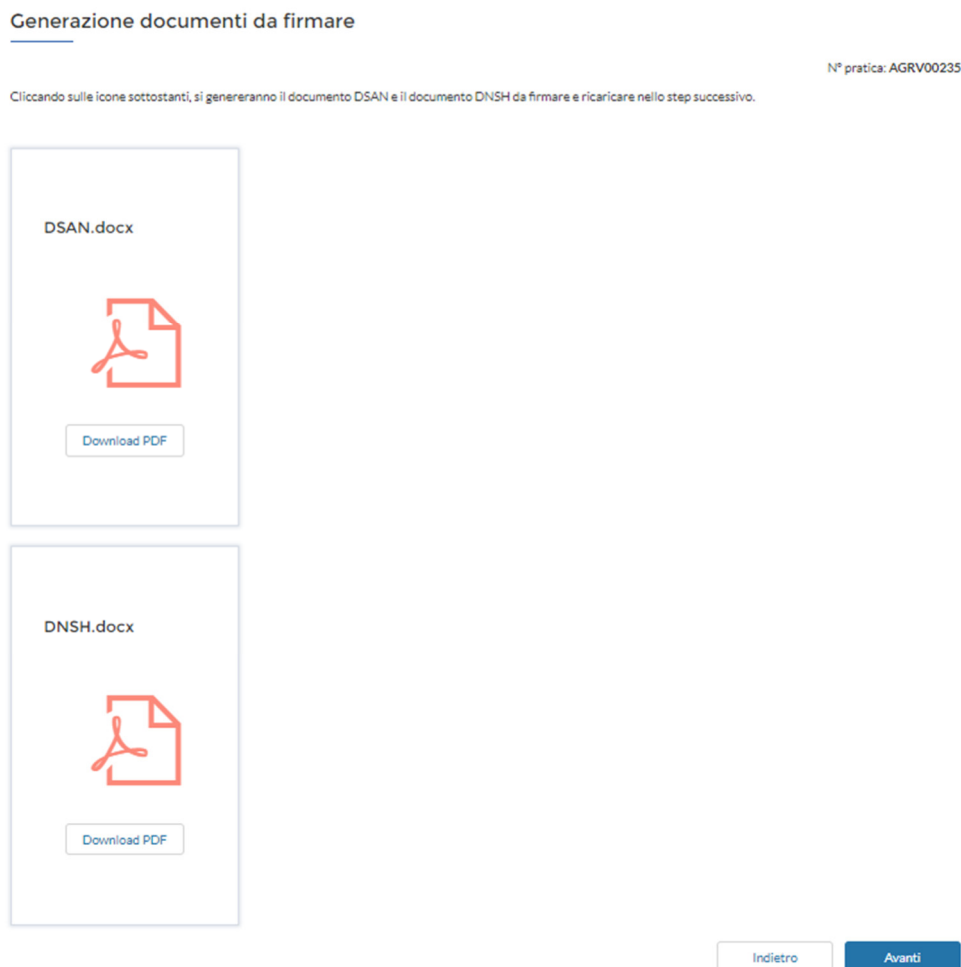 Generazione documenti da firmare
N° pratica: AGRV00235
Cliccando sulle icone sottostanti, si genereranno il documento DSAN e il documento DNSH da firmare e ricaricare nello step successivo.
DSAN.docx
Download PDF
DNSH.docx
Download PDF
Indietro
Avanti